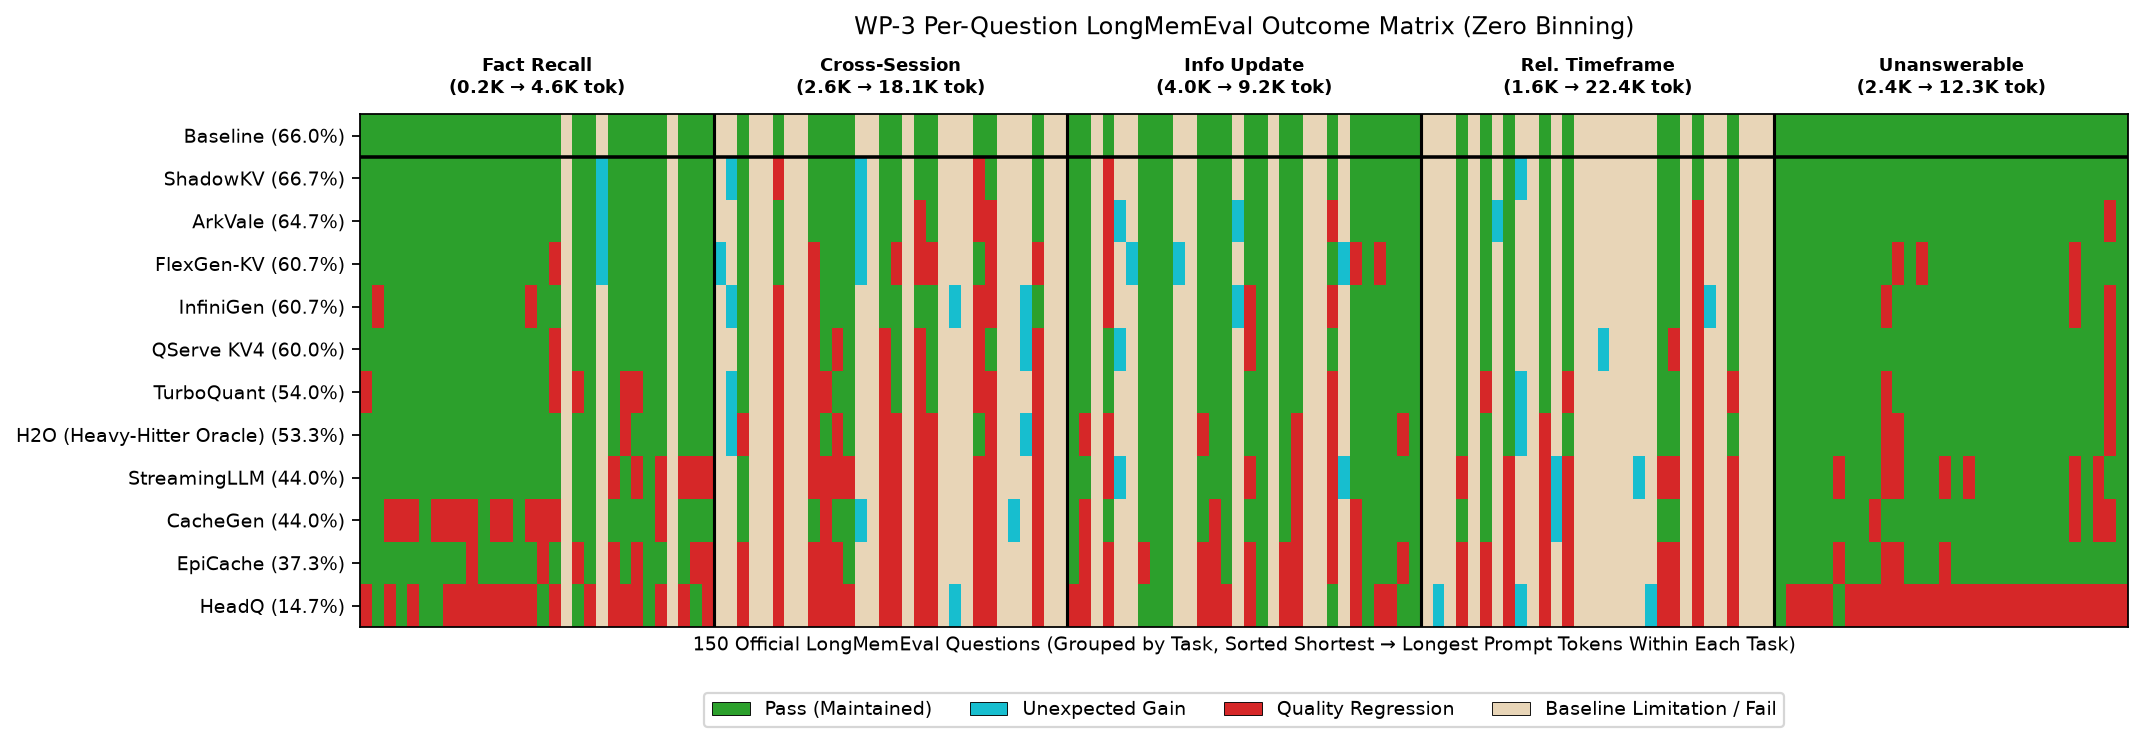 WP-3 Per-Question LongMemEval Outcome Matrix (Zero Binning)
Fact Recall
(0.2K → 4.6K tok)
Cross-Session
(2.6K → 18.1K tok)
Info Update
(4.0K → 9.2K tok)
Rel. Timeframe
(1.6K → 22.4K tok)
Unanswerable
(2.4K → 12.3K tok)
Baseline (66.0%)
ShadowKV (66.7%)
ArkVale (64.7%)
FlexGen-KV (60.7%)
InfiniGen (60.7%)
QServe KV4 (60.0%)
TurboQuant (54.0%)
H2O (Heavy-Hitter Oracle) (53.3%)
StreamingLLM (44.0%)
CacheGen (44.0%)
EpiCache (37.3%)
HeadQ (14.7%)
150 Official LongMemEval Questions (Grouped by Task, Sorted Shortest → Longest Prompt Tokens Within Each Task)
Pass (Maintained)
Unexpected Gain
Quality Regression
Baseline Limitation / Fail